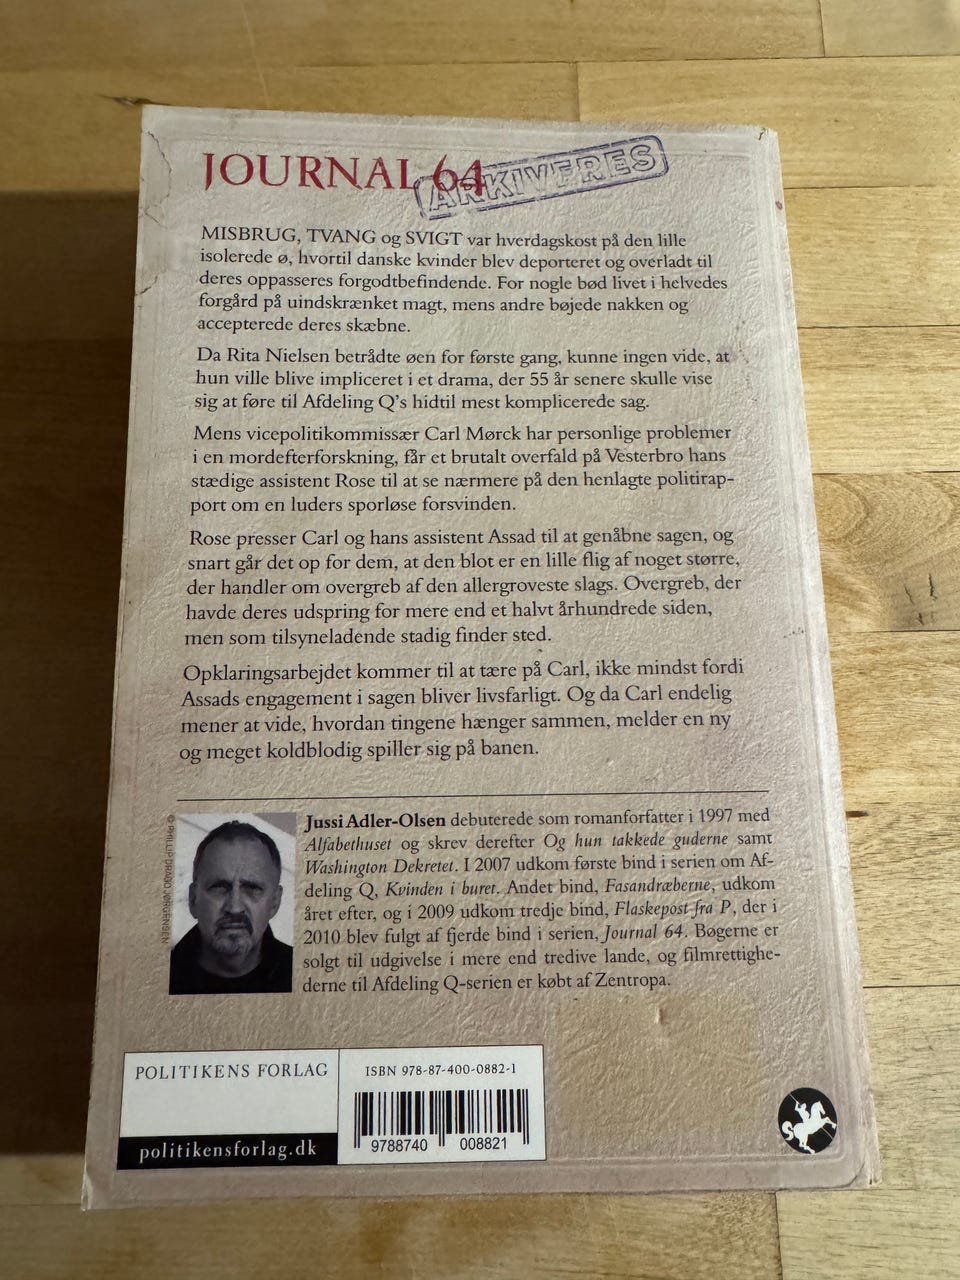 JOURNAL 64
ARKIVERES
MISBRUG, TVANG og SVIGT var hverdagskost på den lille
isolerede ø, hvortil danske kvinder blev deporteret og overladt til
deres oppasseres forgodtbefindende. For nogle bød livet i helvedes
forgård på uindskrænket magt, mens andre bøjede nakken og
accepterede deres skæbne.
Da Rita Nielsen betrådte øen for første gang, kunne ingen vide, at
hun ville blive impliceret i et drama, der 55 år senere skulle vise
sig at føre til Afdeling Q's hidtil mest komplicerede sag.
Mens vicepolitikommissær Carl Mørck har personlige problemer
i en mordefterforskning, får et brutalt overfald på Vesterbro hans
stædige assistent Rose til at se nærmere på den henlagte politirap-
port om en luders sporløse forsvinden.
Rose presser Carl og hans assistent Assad til at genåbne sagen, og
snart går det op for dem, at den blot er en lille flig af noget større,
der handler om overgreb af den allergroveste slags. Overgreb, der
havde deres udspring for mere end et halvt århundrede siden,
men som tilsyneladende stadig finder sted.
Opklaringsarbejdet kommer til at tære på Carl, ikke mindst fordi
Assads engagement i sagen bliver livsfarligt. Og da Carl endelig
mener at vide, hvordan tingene hænger sammen, melder en ny
og meget koldblodig spiller sig på banen.
© PHILLIP DRAGO JØRGENSEN
Jussi Adler-Olsen debuterede som romanforfatter i 1997 med
Alfabethuset og skrev derefter Og hun takkede guderne samt
Washington Dekretet. I 2007 udkom første bind i serien om Af-
deling Q, Kvinden i buret. Andet bind, Fasandræberne, udkom
året efter, og i 2009 udkom tredje bind, Flaskepost fra P, der i
2010 blev fulgt af fjerde bind i serien, Journal 64. Bøgerne er
solgt til udgivelse i mere end tredive lande, og filmrettighe-
derne til Afdeling Q-serien er købt af Zentropa.
POLITIKENS FORLAG
politikensforlag.dk
ISBN 978-87-400-0882-1
9788740 008821